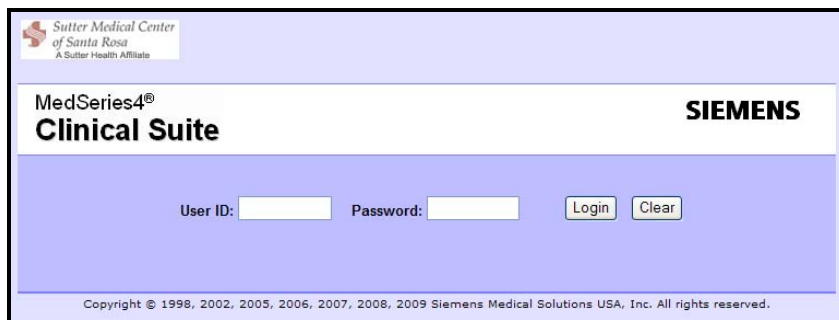 Sutter Medical Center
of Santa Rosa
A Sutter Health Affiliate
MedSeries4®
Clinical Suite
SIEMENS
User ID: Password: Login Clear
Copyright © 1998, 2002, 2005, 2006, 2007, 2008, 2009 Siemens Medical Solutions USA, Inc. All rights reserved.